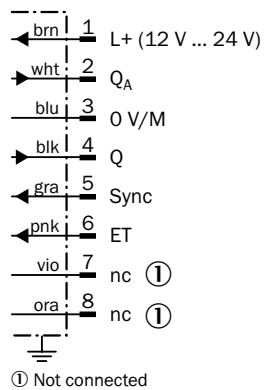 brn 1 L+ (12 V ... 24 V)
wht 2 QA
blu 3 0 V/M
blk 4 Q
gra 5 Sync
pnk 6 ET
vio 7 nc ①
ora 8 nc ①
① Not connected